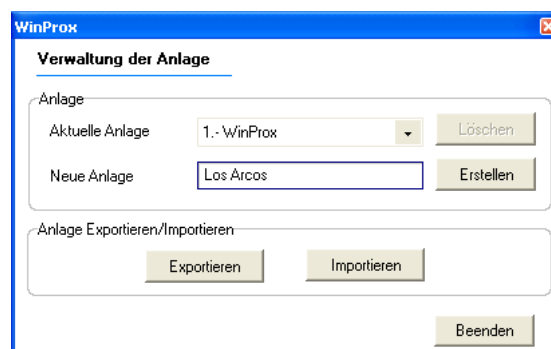 WinProx
Verwaltung der Anlage
Anlage
Aktuelle Anlage 1.- WinProx Löschen
Neue Anlage Los Arcos Erstellen
Anlage Exportieren/Importieren
Exportieren Importieren
Beenden